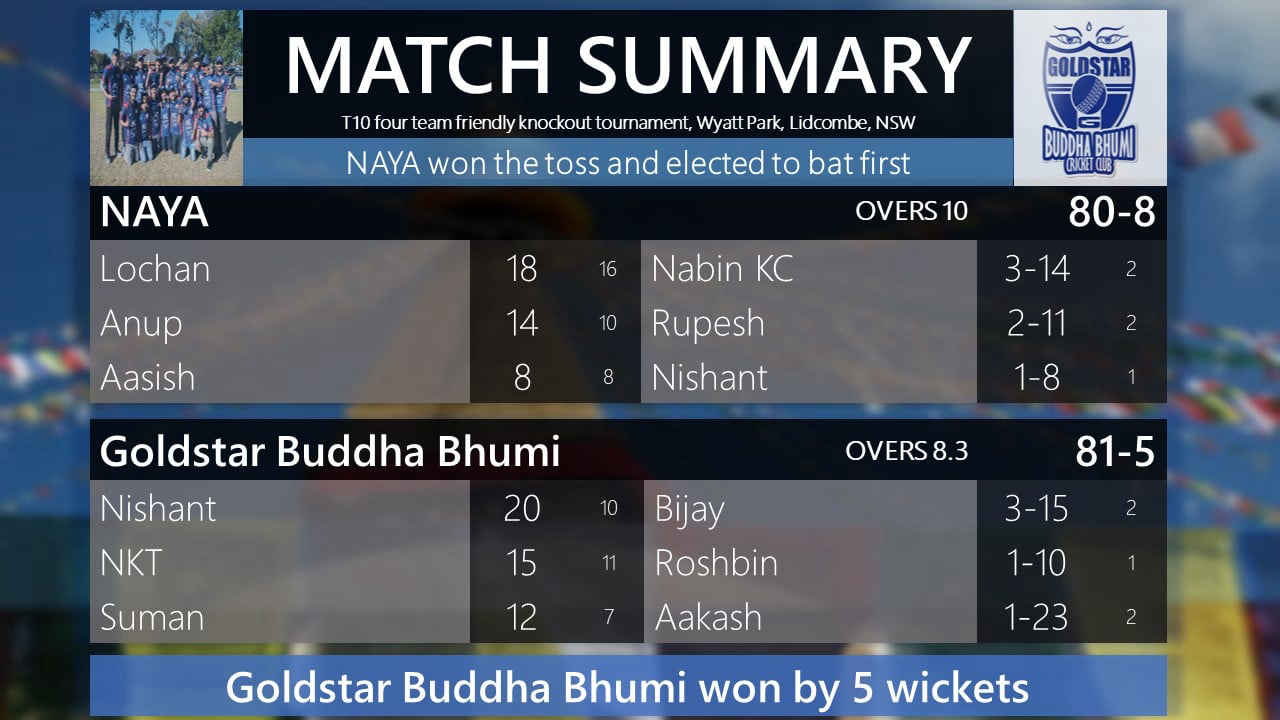 MATCH SUMMARY
T10 four team friendly knockout tournament, Wyatt Park, Lidcombe, NSW
NAYA won the toss and elected to bat first
GOLDSTAR
G
BUDDHA BHUMI
CRICKET CLUB
NAYA OVERS 10 80-8
Lochan 18 16 Nabin KC 3-14 2
Anup 14 10 Rupesh 2-11 2
Aasish 8 8 Nishant 1-8 1
Goldstar Buddha Bhumi OVERS 8.3 81-5
Nishant 20 10 Bijay 3-15 2
NKT 15 11 Roshbin 1-10 1
Suman 12 7 Aakash 1-23 2
Goldstar Buddha Bhumi won by 5 wickets